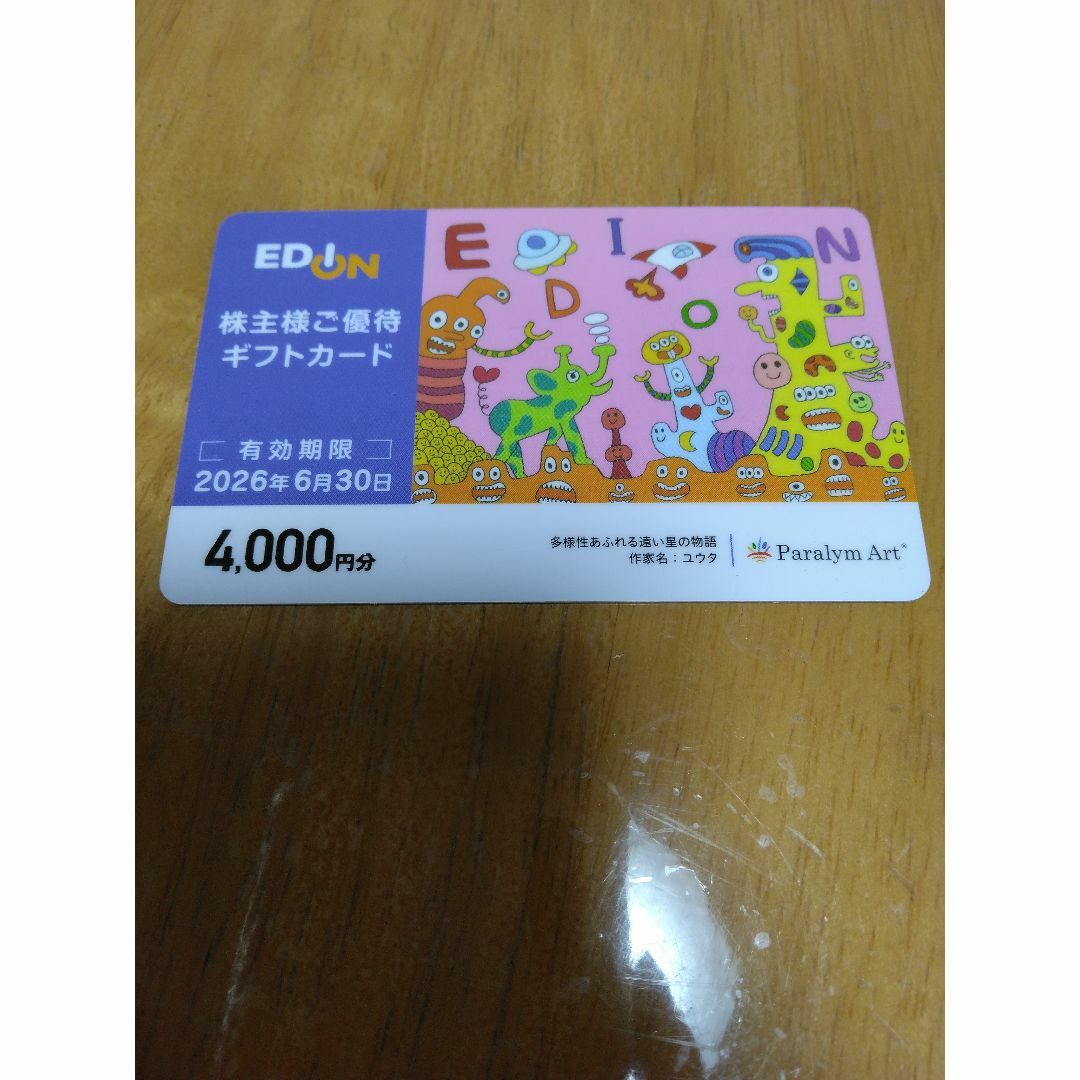 EDION
株主様ご優待
ギフトカード
有効期限
2026年6月30日
E D I O N
4,000円分
多様性あふれる遠い星の物語
作家名：ユウタ
Paralym Art®